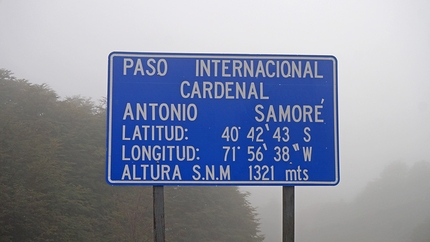 PASO INTERNACIONAL
CARDENAL
ANTONIO SAMORÉ
LATITUD: 40° 42' 43 S
LONGITUD: 71° 56' 38" W
ALTURA S.N.M 1321 mts